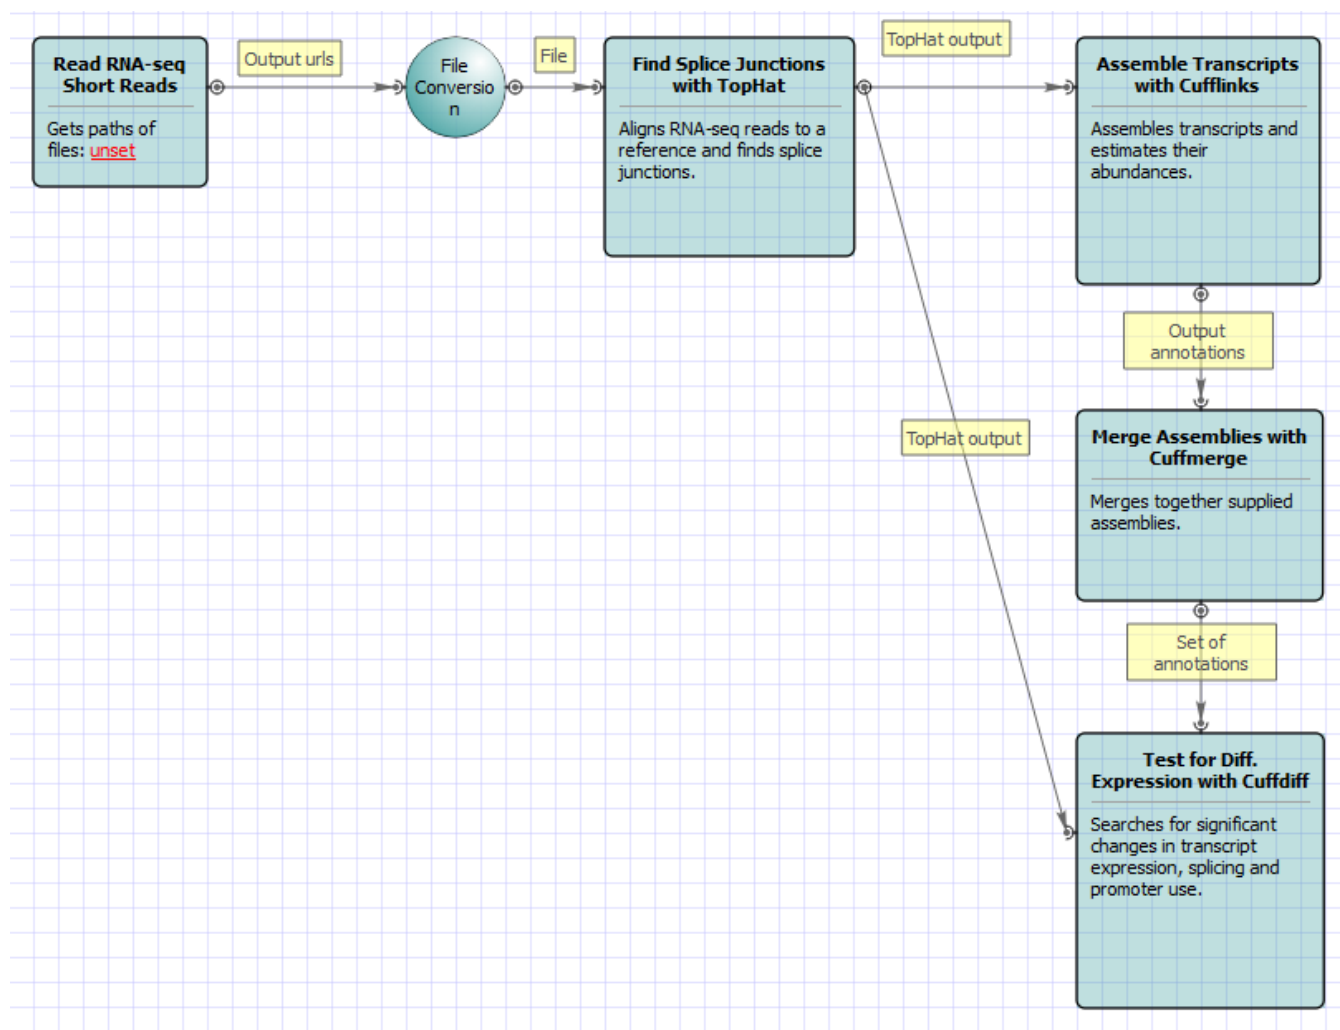 Read RNA-seq
Short Reads
Gets paths of
files: unset
Output urls
File
Conversio
n
File
Find Splice Junctions
with TopHat
Aligns RNA-seq reads to a
reference and finds splice
junctions.
TopHat output
Assemble Transcripts
with Cufflinks
Assembles transcripts and
estimates their
abundances.
Output
annotations
TopHat output
Merge Assemblies with
Cuffmerge
Merges together supplied
assemblies.
Set of
annotations
Test for Diff.
Expression with Cuffdiff
Searches for significant
changes in transcript
expression, splicing and
promoter use.